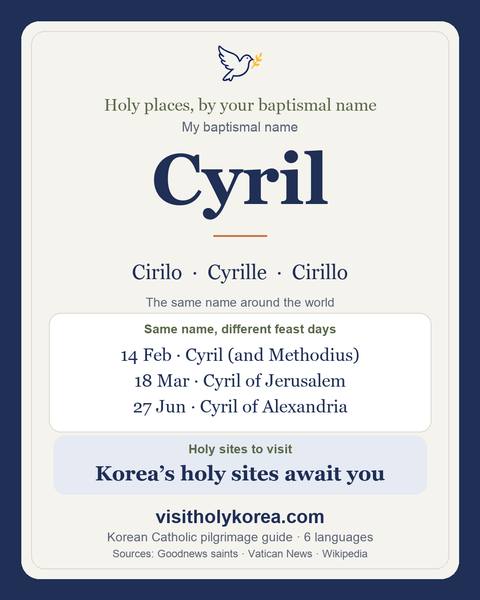 Holy places, by your baptismal name
My baptismal name
Cyril
Cirilo · Cyrille · Cirillo
The same name around the world
Same name, different feast days
14 Feb · Cyril (and Methodius)
18 Mar · Cyril of Jerusalem
27 Jun · Cyril of Alexandria
Holy sites to visit
Korea’s holy sites await you
visitholykorea.com
Korean Catholic pilgrimage guide · 6 languages
Sources: Goodnews saints · Vatican News · Wikipedia